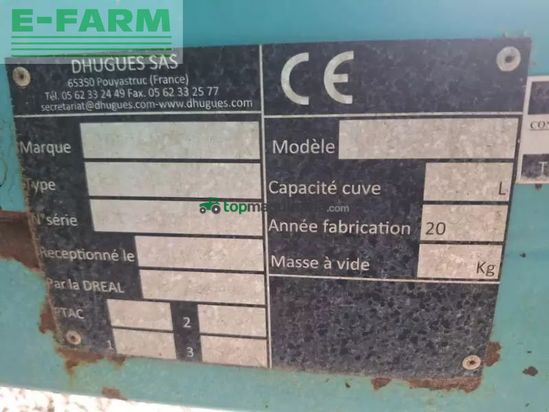 E-FARM
DHUGUES SAS
65350 Pouyastruc (France)
Tél. 05 62 33 24 49 Fax. 05 62 33 25 77
secretariat@dhugues.com-www.dhugues.com
CE
Marque
Type
N°série
Receptionné le
Par la DREAL
PTAC
2
1
3
Modèle
Capacité cuve
L
Année fabrication 20
Masse à vide
Kg
.com